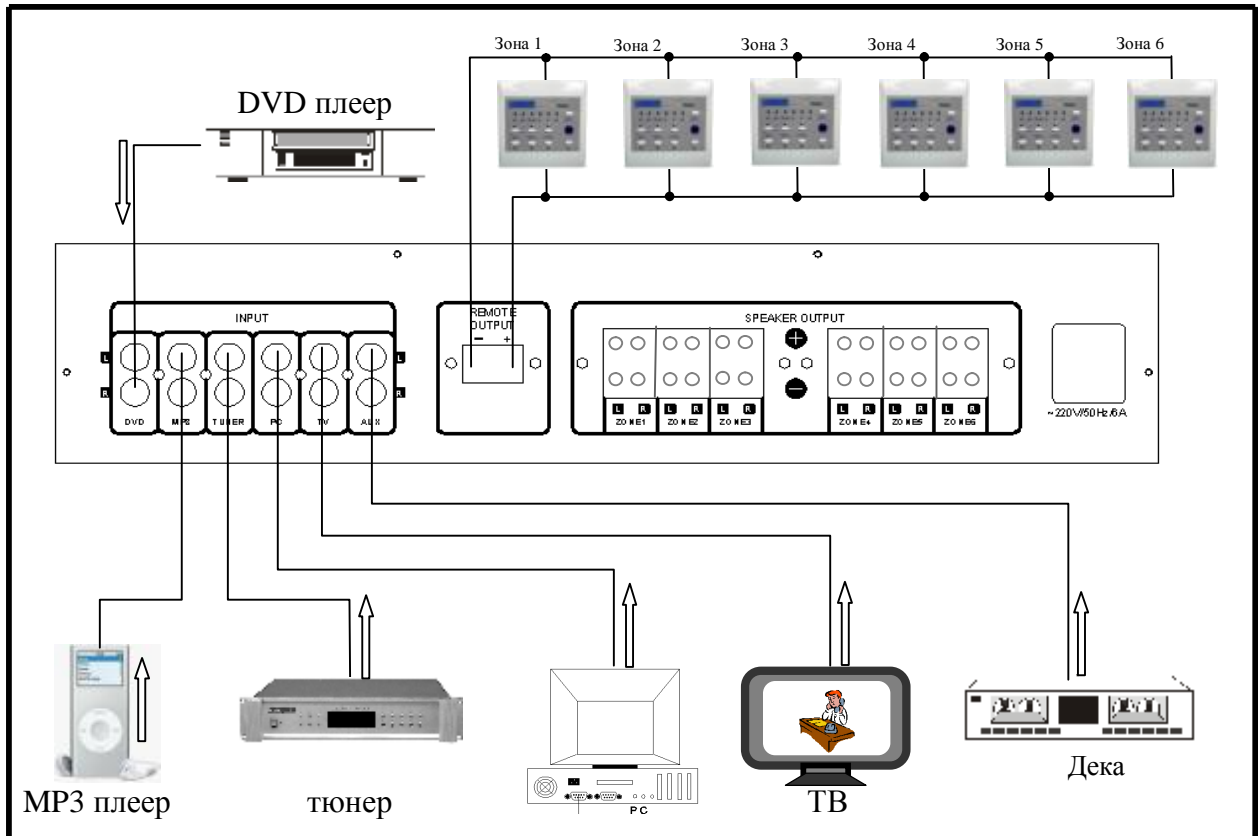 Зона 1 Зона 2 Зона 3 Зона 4 Зона 5 Зона 6
DVD плеер
INPUT
REMOTE
OUTPUT
− +
SPEAKER OUTPUT
L L
R R
DVD MP3 TUNER PC TV AUX
L R L R L R L R L R L R
ZONE1 ZONE2 ZONE3 ZONE4 ZONE5 ZONE6
~220V/50Hz/6A
MP3 плеер
тюнер
PC
ТВ
Дека